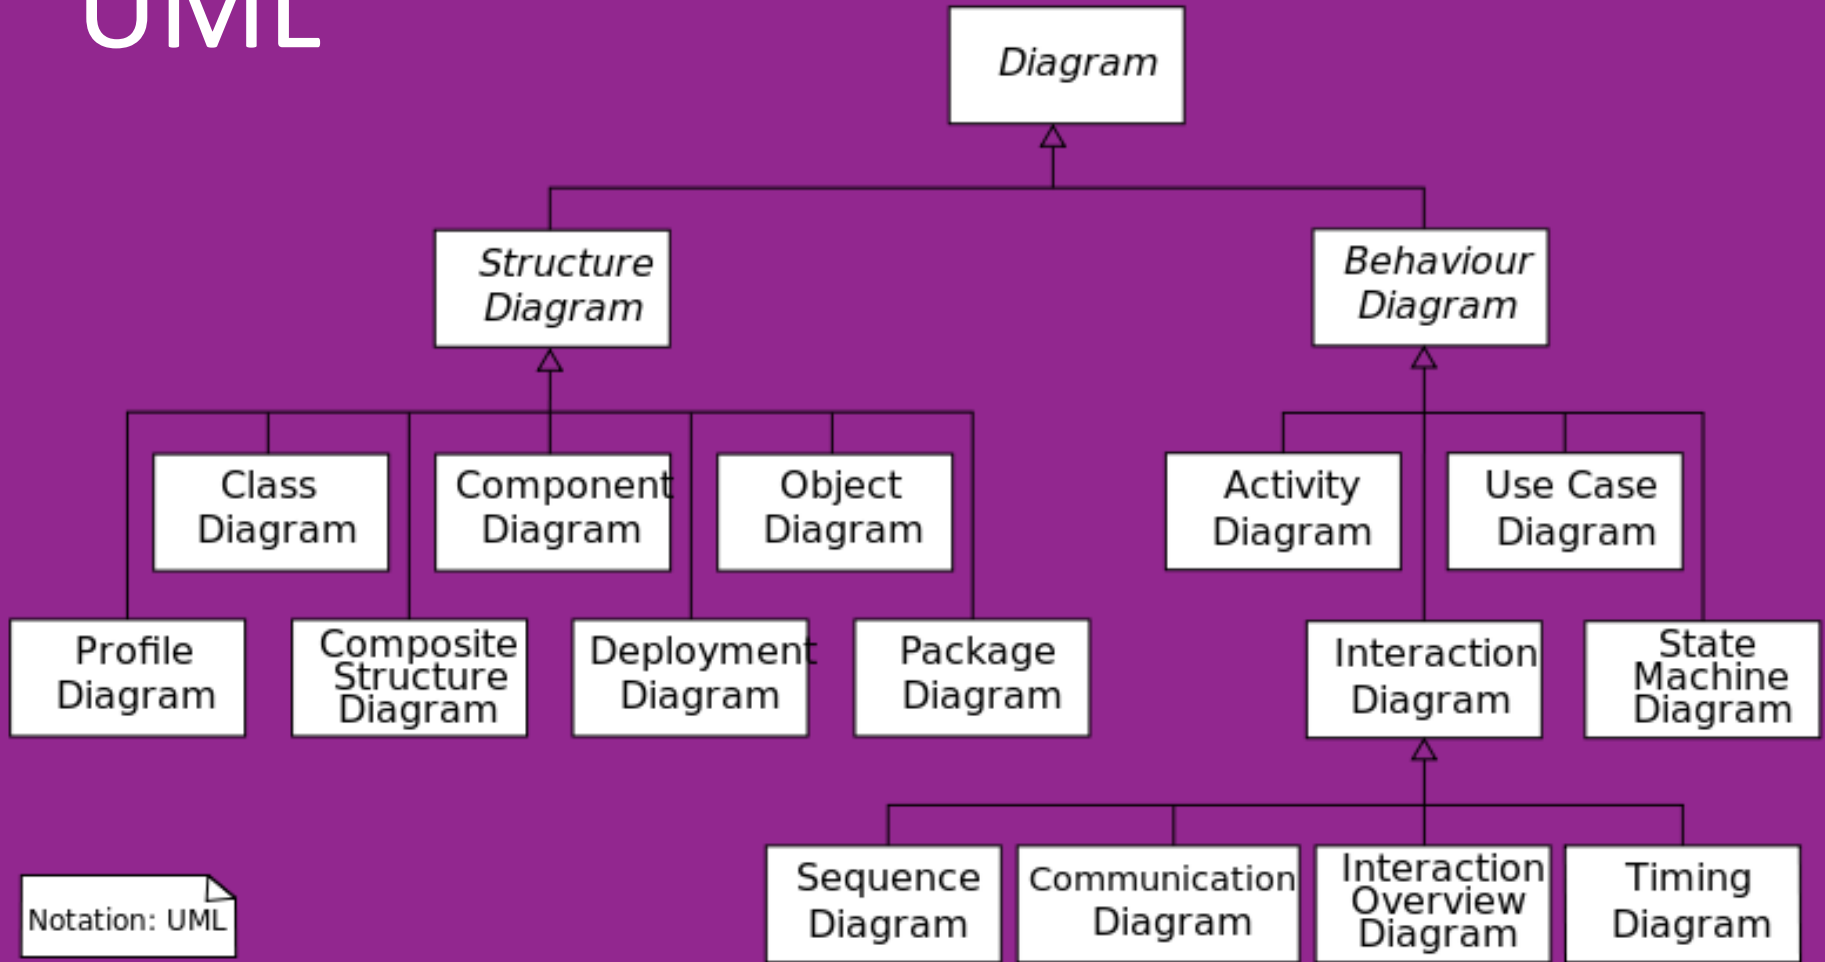 UML
Diagram
Structure
Diagram
Behaviour
Diagram
Class
Diagram
Component
Diagram
Object
Diagram
Activity
Diagram
Use Case
Diagram
Profile
Diagram
Composite
Structure
Diagram
Deployment
Diagram
Package
Diagram
Interaction
Diagram
State
Machine
Diagram
Sequence
Diagram
Communication
Diagram
Interaction
Overview
Diagram
Timing
Diagram
Notation: UML